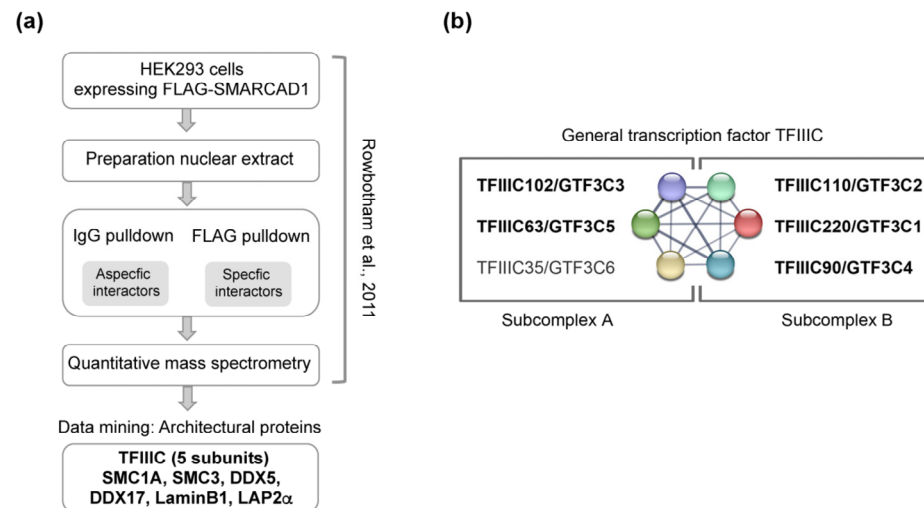 (a)
HEK293 cells
expressing FLAG-SMARCAD1
Preparation nuclear extract
IgG pulldown
FLAG pulldown
Aspecfic
interactors
Specfic
interactors
Quantitative mass spectrometry
Rowbotham et al., 2011
Data mining: Architectural proteins
TFIIIC (5 subunits)
SMC1A, SMC3, DDX5,
DDX17, LaminB1, LAP2α
(b)
General transcription factor TFIIIC
TFIIIC102/GTF3C3
TFIIIC63/GTF3C5
TFIIIC35/GTF3C6
TFIIIC110/GTF3C2
TFIIIC220/GTF3C1
TFIIIC90/GTF3C4
Subcomplex A
Subcomplex B